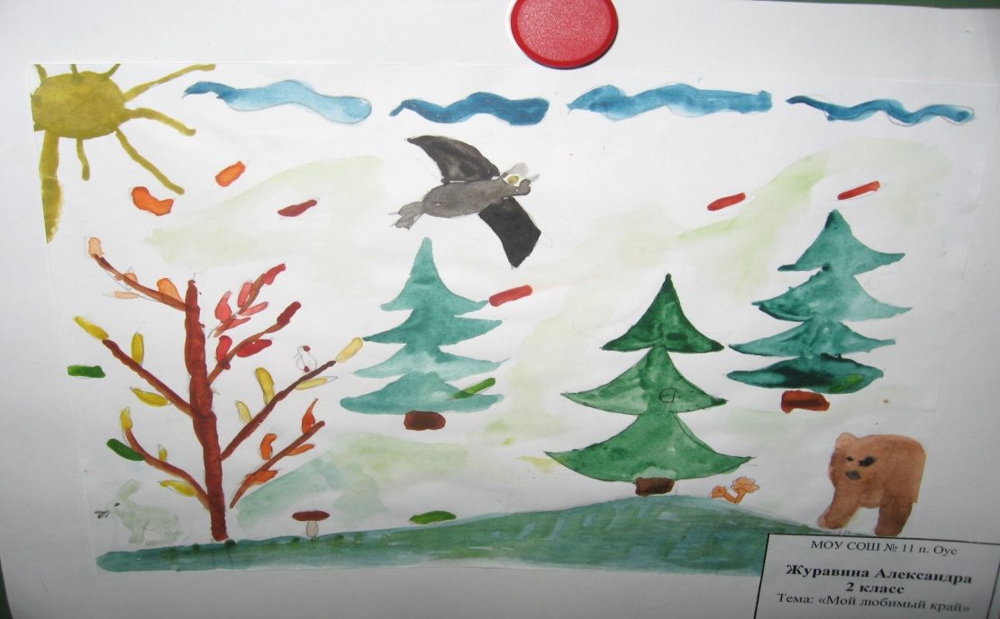 МОУ СОШ № 11 п. Оус
Журавина Александра
2 класс
Тема: «Мой любимый край»